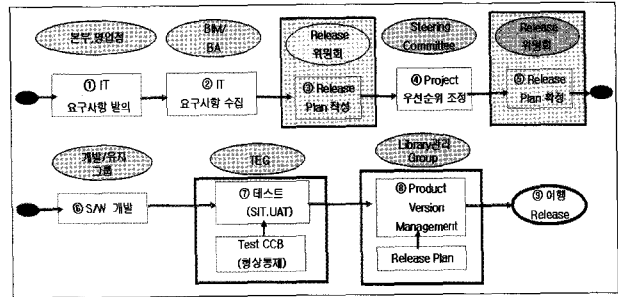 본부,영업점
BIM/
BA
Release
위원회
Steering
Committee
Release
위원회
① IT
요구사항 발의
② IT
요구사항 수집
③ Release
Plan 작성
④ Project
우선순위 조정
⑤ Release
Plan 확정
개발/유지
그룹
TEG
Library관리
Group
⑥ S/W 개발
⑦ 테스트
(SIT.UAT)
Test CCB
(형상통제)
⑧ Product
Version
Management
Release Plan
⑨ 이행
Release